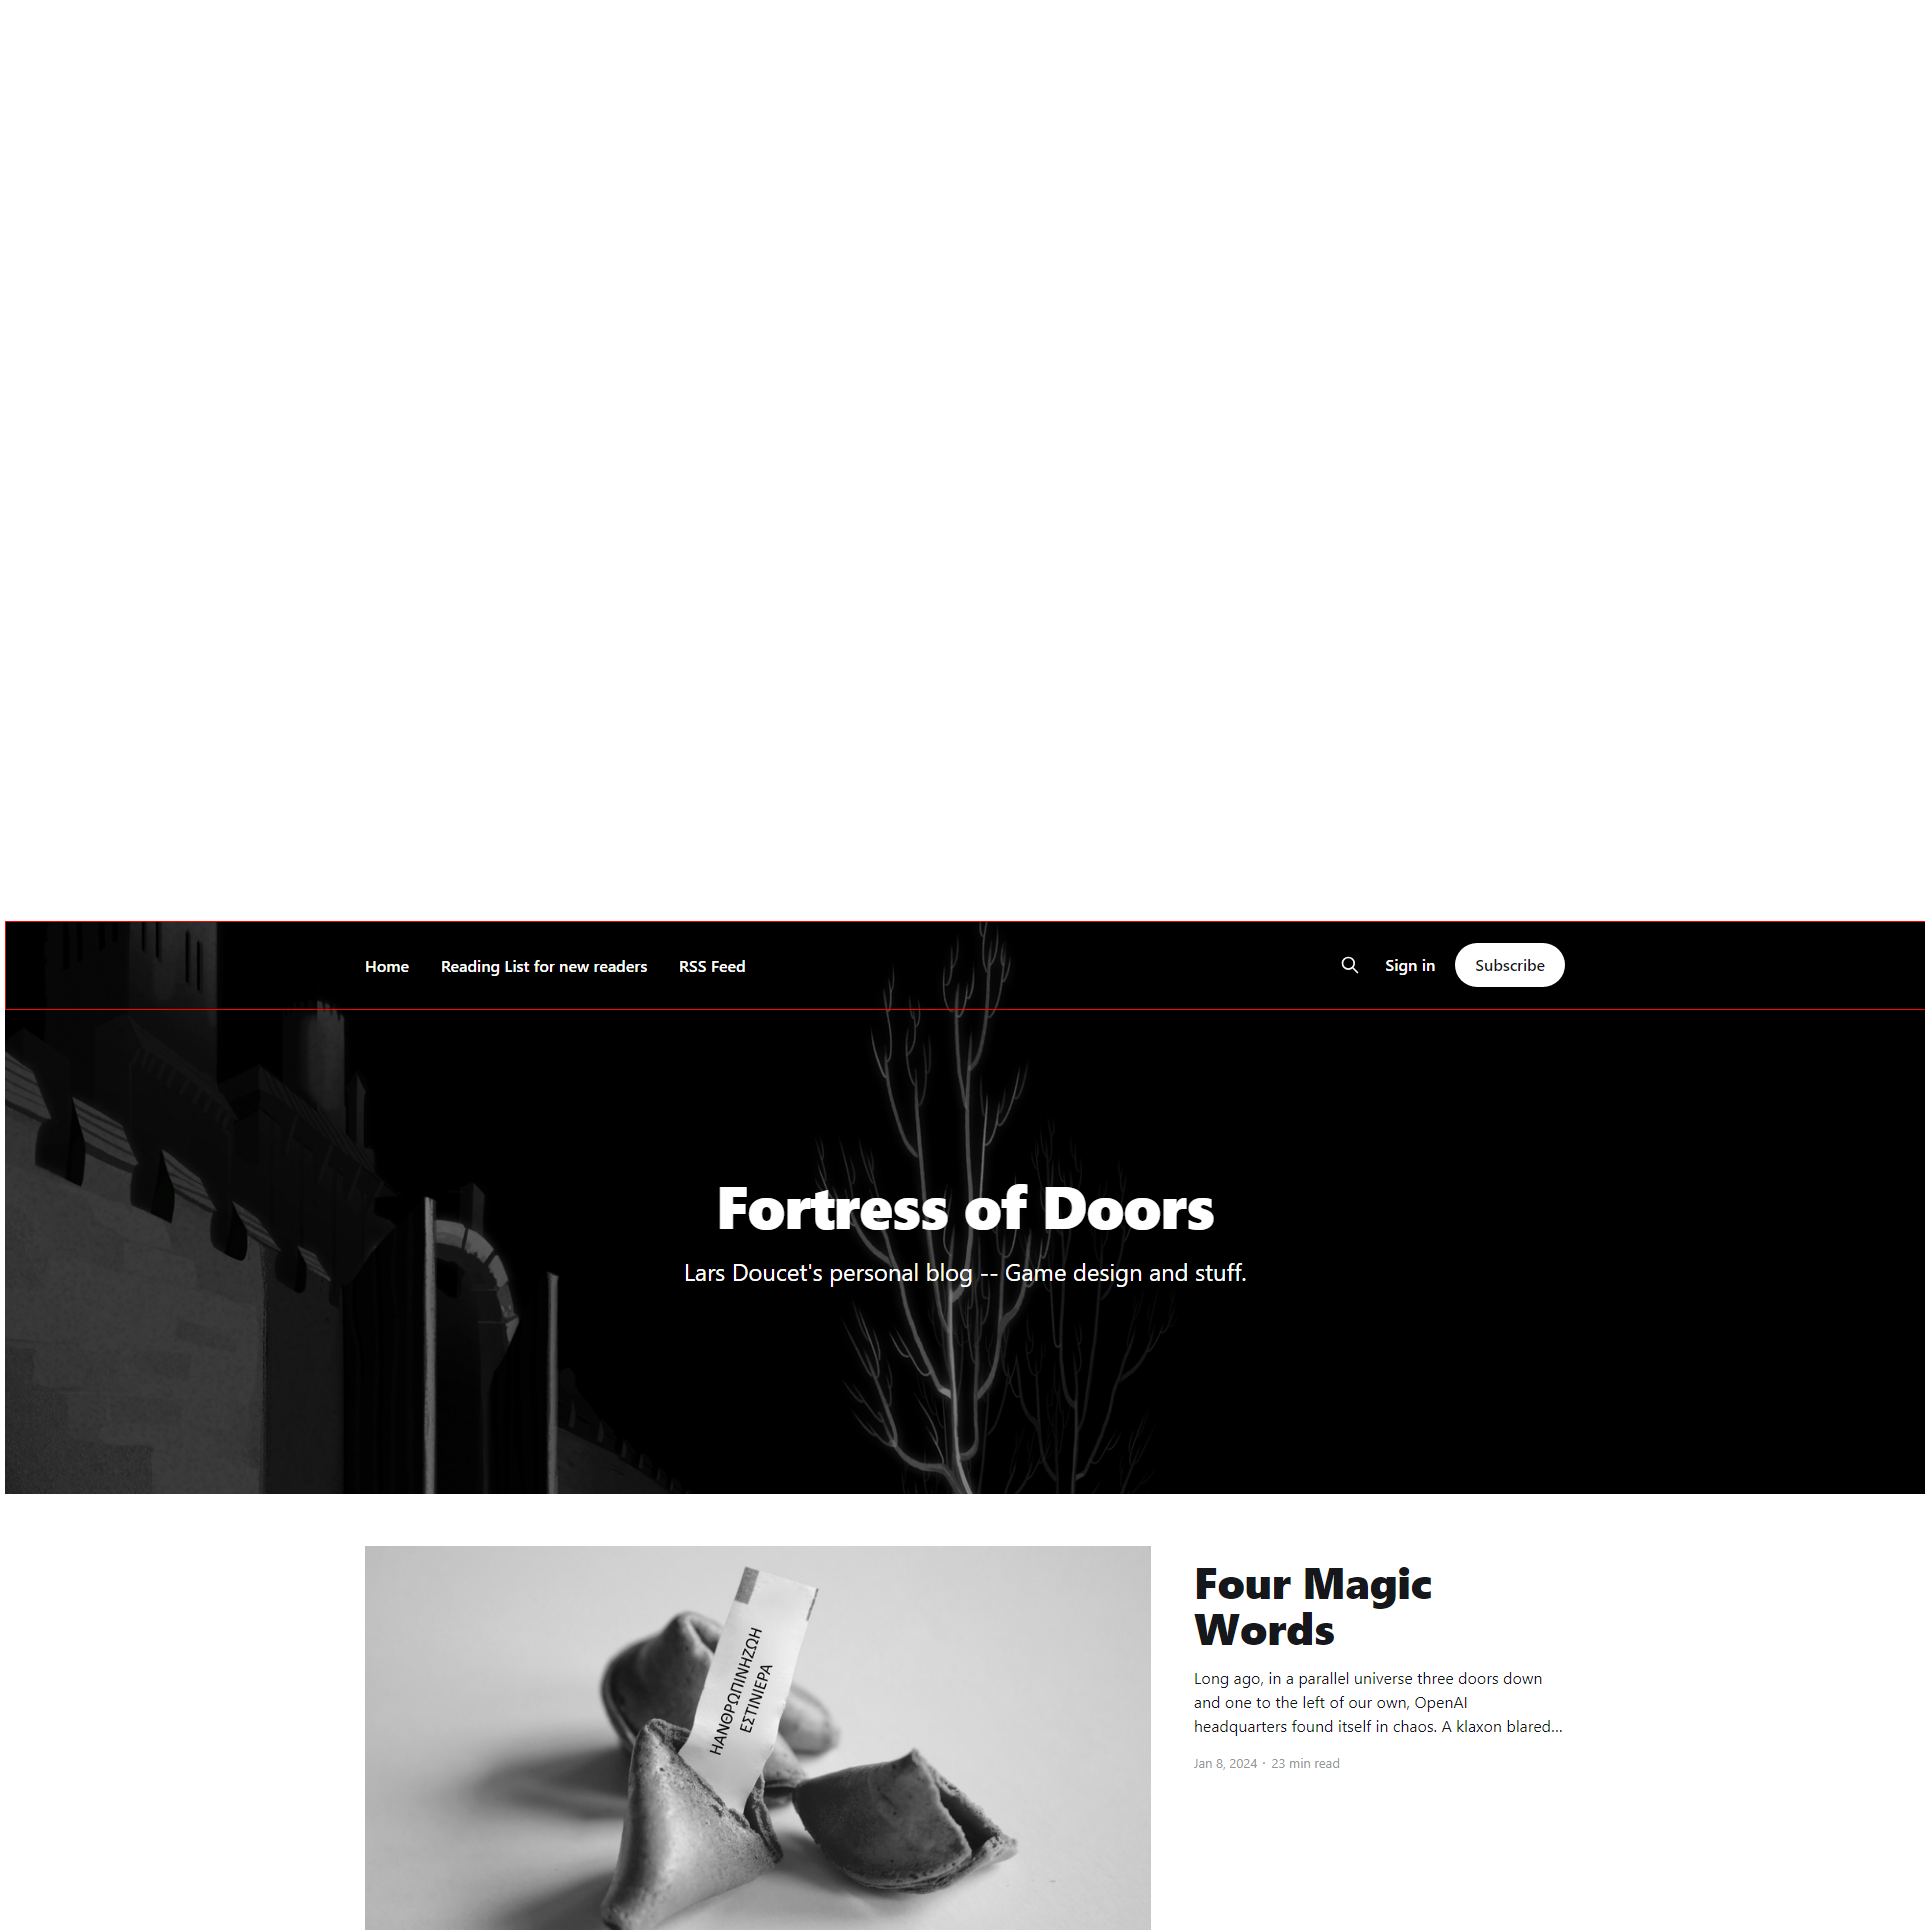 Home
Reading List for new readers
RSS Feed
Sign in
Subscribe
Fortress of Doors
Lars Doucet's personal blog -- Game design and stuff.
ΗΑΝΘΡΩΠΙΝΗΖΩΗ
ΕΣΤΙΝΙΕΡΑ
Four Magic
Words
Long ago, in a parallel universe three doors down
and one to the left of our own, OpenAI
headquarters found itself in chaos. A klaxon blared...
Jan 8, 2024 · 23 min read